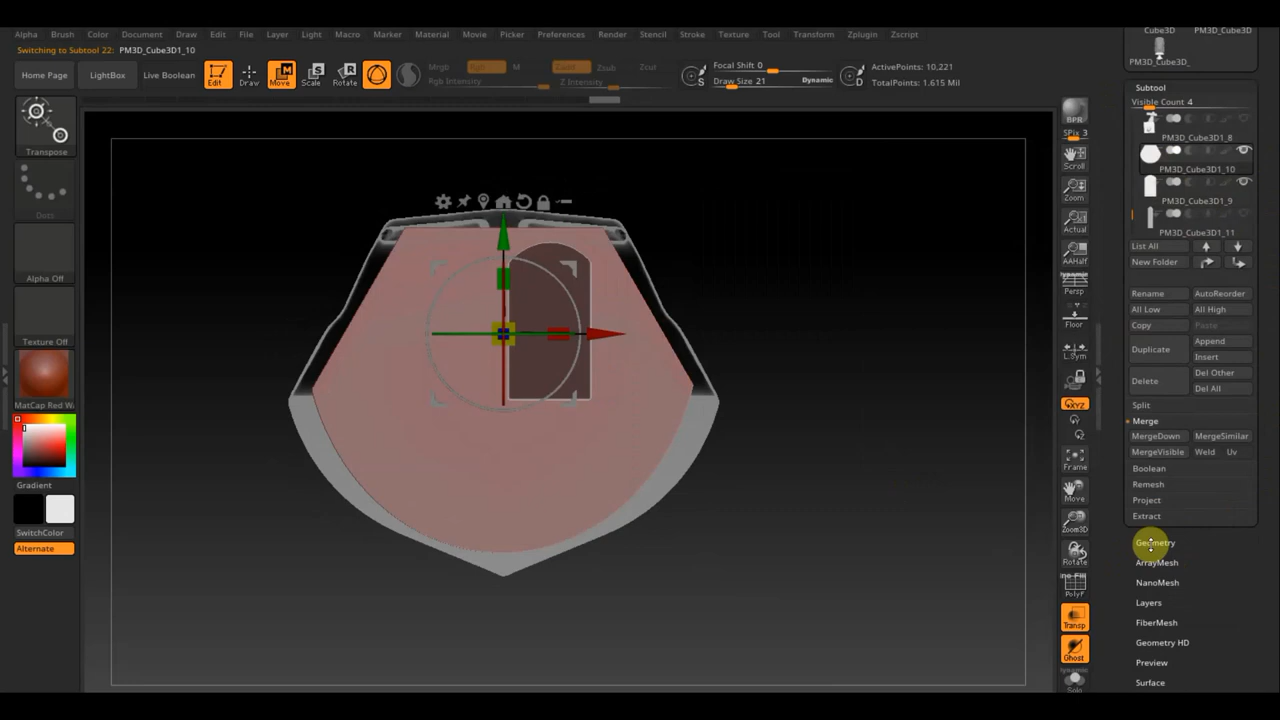 Alpha Brush Color Document Draw Edit File Layer Light Macro Marker Material Movie Picker Preferences Render Stencil Stroke Texture Tool Transform Zplugin Zscript
Cube3D PM3D_Cube3D
PM3D_Cube3D_
Switching to Subtool 22: PM3D_Cube3D1_10
Home Page
LightBox
Live Boolean
Edit
Draw
Move
Scale
Rotate
Mrgb Rgb M
Rgb Intensity
Zadd Zsub Zcut
Z Intensity
S
Focal Shift 0
Draw Size 21
Dynamic
D
ActivePoints: 10,221
TotalPoints: 1.615 Mil
Transpose
Dots
Alpha Off
Texture Off
MatCap Red Wa
Gradient
SwitchColor
Alternate
BPR
SPix 3
Scroll
Zoom
Actual
AAHalf
Dynamic
Persp
Floor
L.Sym
XYZ
Y
Z
Frame
Move
Zoom3D
Rotate
Line Fill
PolyF
Transp
Ghost
Dynamic
Solo
Subtool
Visible Count 4
PM3D_Cube3D1_8
PM3D_Cube3D1_10
PM3D_Cube3D1_9
PM3D_Cube3D1_11
List All
New Folder
Rename AutoReorder
All Low All High
Copy Paste
Duplicate Append
Insert
Delete Del Other
Del All
Split
Merge
MergeDown MergeSimilar
MergeVisible Weld Uv
Boolean
Remesh
Project
Extract
Geometry
ArrayMesh
NanoMesh
Layers
FiberMesh
Geometry HD
Preview
Surface